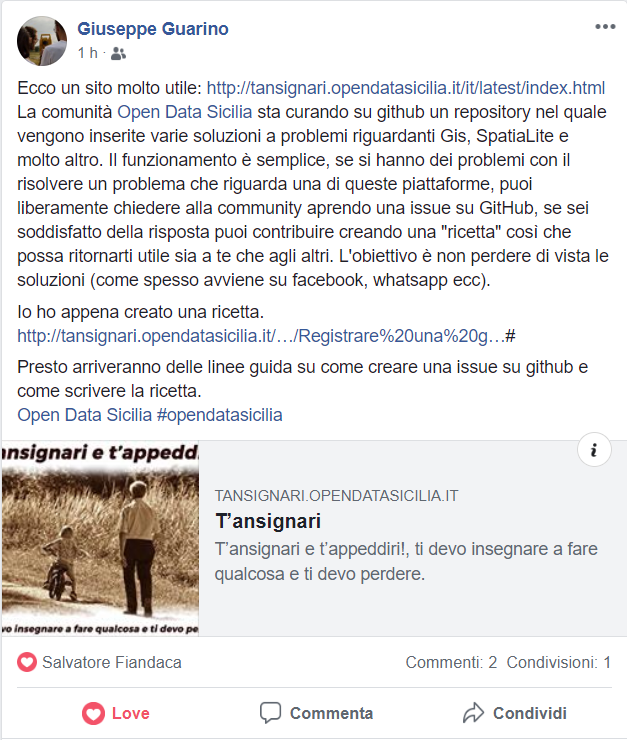 Giuseppe Guarino
1 h ·
Ecco un sito molto utile: http://tansignari.opendatasicilia.it/it/latest/index.html
La comunità Open Data Sicilia sta curando su github un repository nel quale
vengono inserite varie soluzioni a problemi riguardanti Gis, SpatiaLite e
molto altro. Il funzionamento è semplice, se si hanno dei problemi con il
risolvere un problema che riguarda una di queste piattaforme, puoi
liberamente chiedere alla community aprendo una issue su GitHub, se sei
soddisfatto della risposta puoi contribuire creando una "ricetta" così che
possa ritornarti utile sia a te che agli altri. L'obiettivo è non perdere di vista le
soluzioni (come spesso avviene su facebook, whatsapp ecc).
Io ho appena creato una ricetta.
http://tansignari.opendatasicilia.it/…/Registrare%20una%20g…#
Presto arriveranno delle linee guida su come creare una issue su github e
come scrivere la ricetta.
Open Data Sicilia #opendatasicilia
ansignari e t'appedd
vo insegnare a fare qualcosa e ti devo pe
TANSIGNARI.OPENDATASICILIA.IT
T'ansignari
T'ansignari e t'appeddiri!, ti devo insegnare a fare
qualcosa e ti devo perdere.
Salvatore Fiandaca
Commenti: 2 Condivisioni: 1
Love
Commenta
Condividi